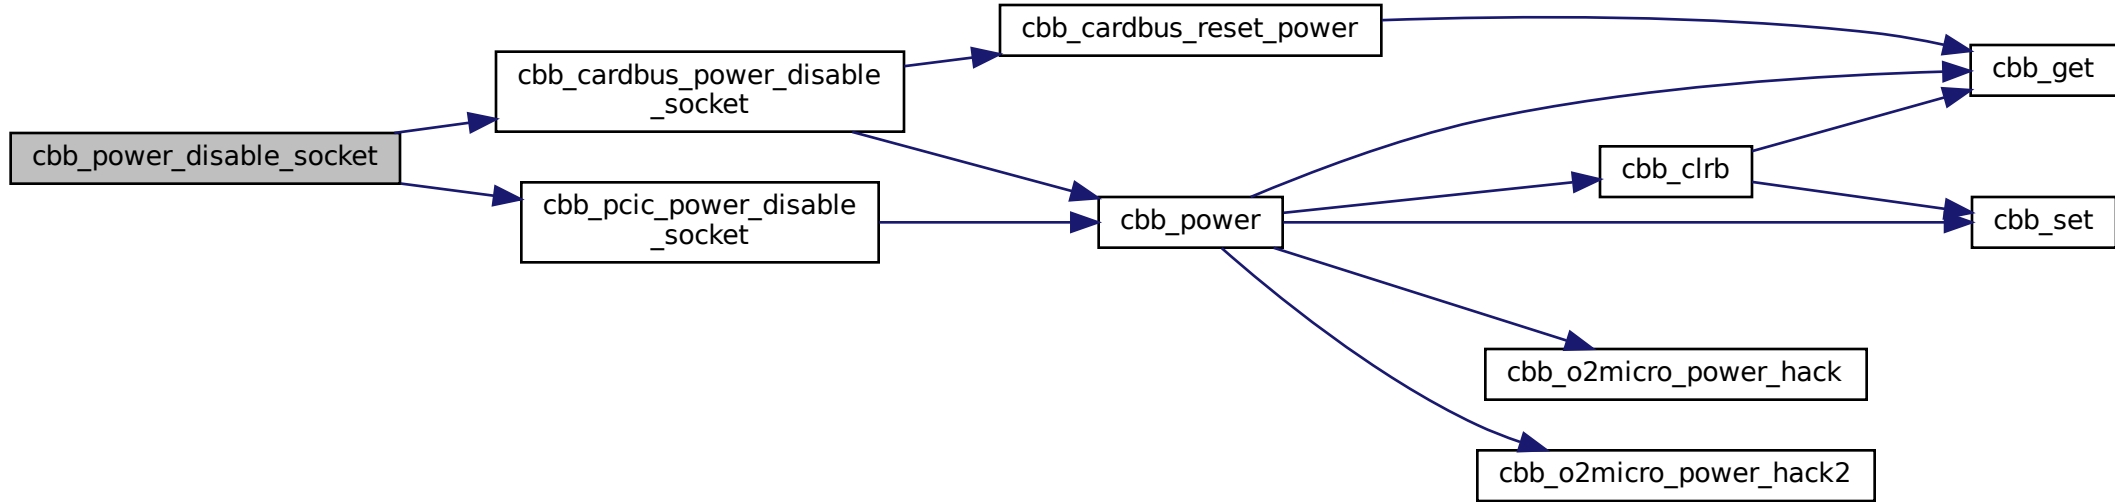 cbb_power_disable_socket
cbb_cardbus_power_disable
_socket
cbb_pcic_power_disable
_socket
cbb_cardbus_reset_power
cbb_power
cbb_clrb
cbb_get
cbb_set
cbb_o2micro_power_hack
cbb_o2micro_power_hack2